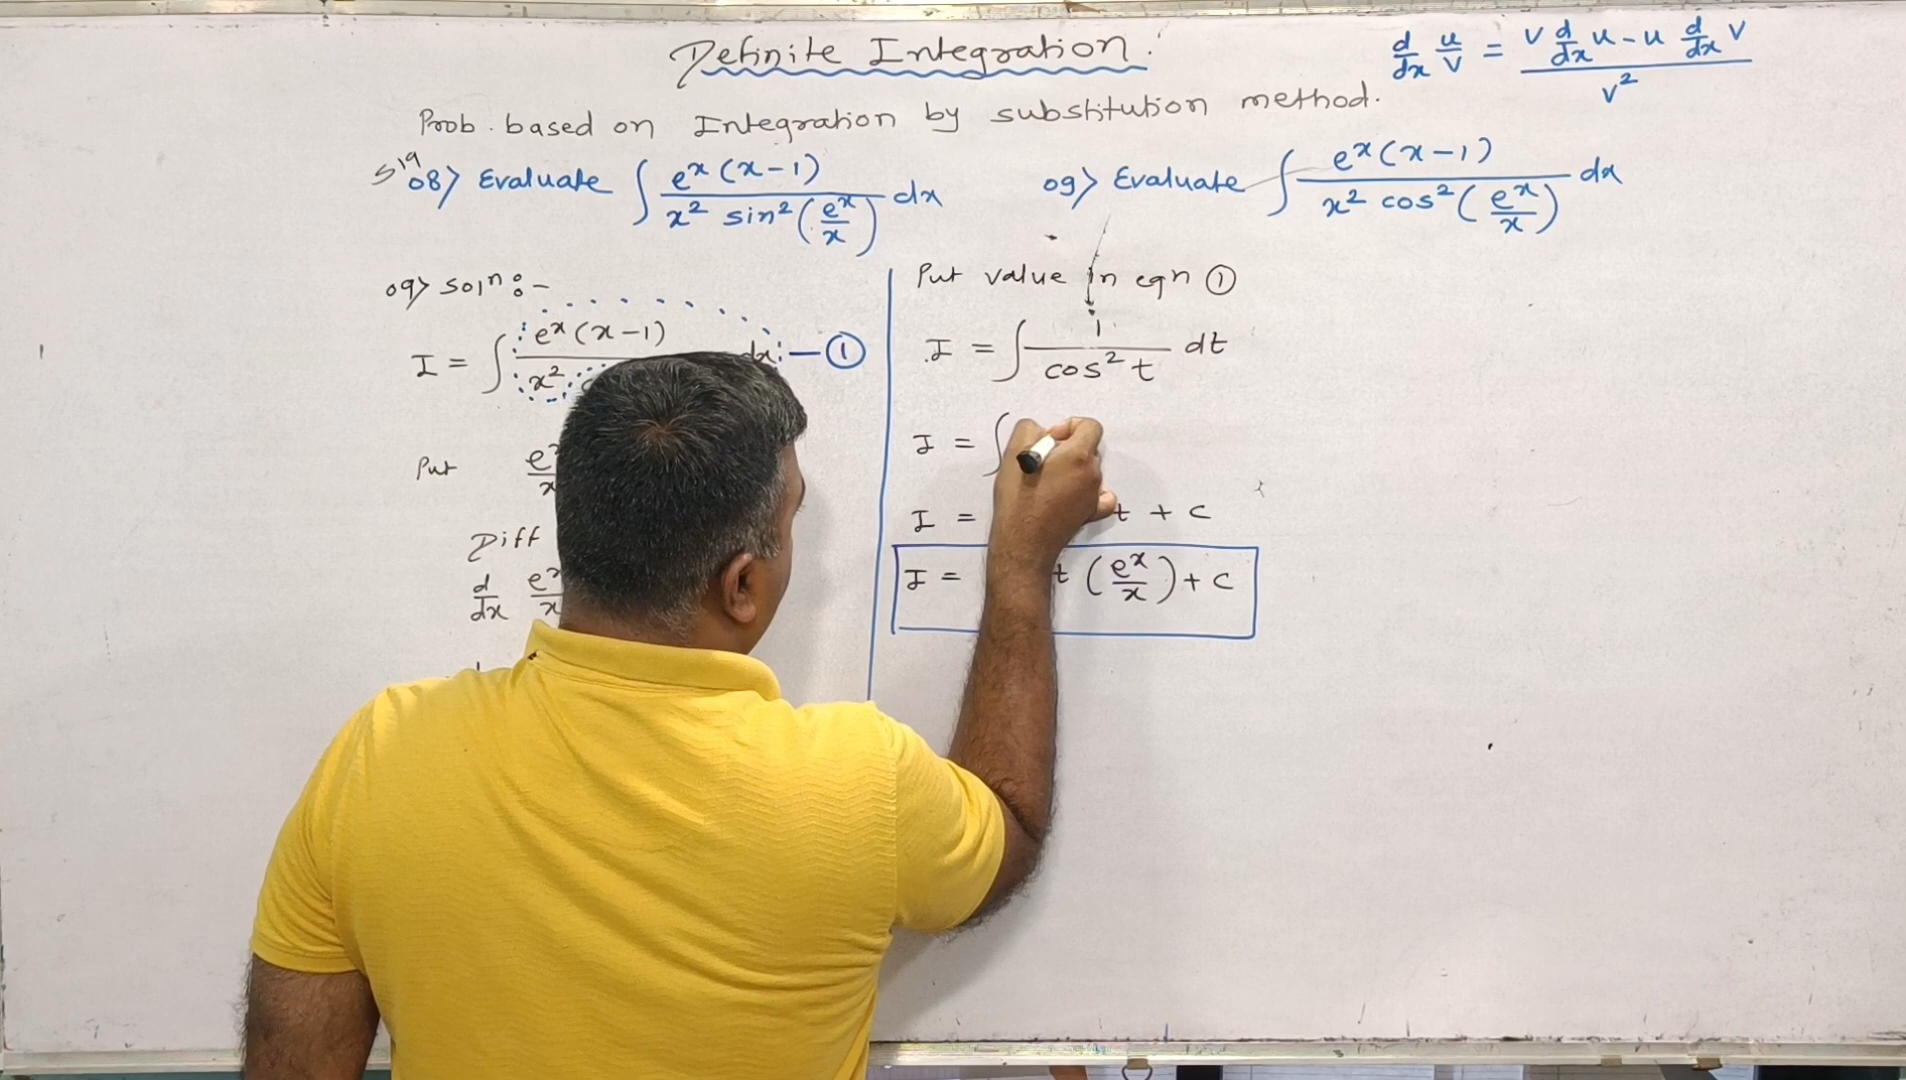 Definite Integration.
d/dx u/v = (v d/dx u - u d/dx v) / v²
Prob. based on Integration by substitution method.
S19
08> Evaluate ∫ eˣ(x-1) / x² sin²(eˣ/x) dx
09> Evaluate ∫ eˣ(x-1) / x² cos²(eˣ/x) dx
09> solⁿ :-
I = ∫ eˣ(x-1) / x² dx — ①
Put eˣ/x
Diff
d/dx eˣ/x
Put value in eqn ①
I = ∫ 1 / cos² t dt
I = ∫
I = t + c
I = t (eˣ/x) + c